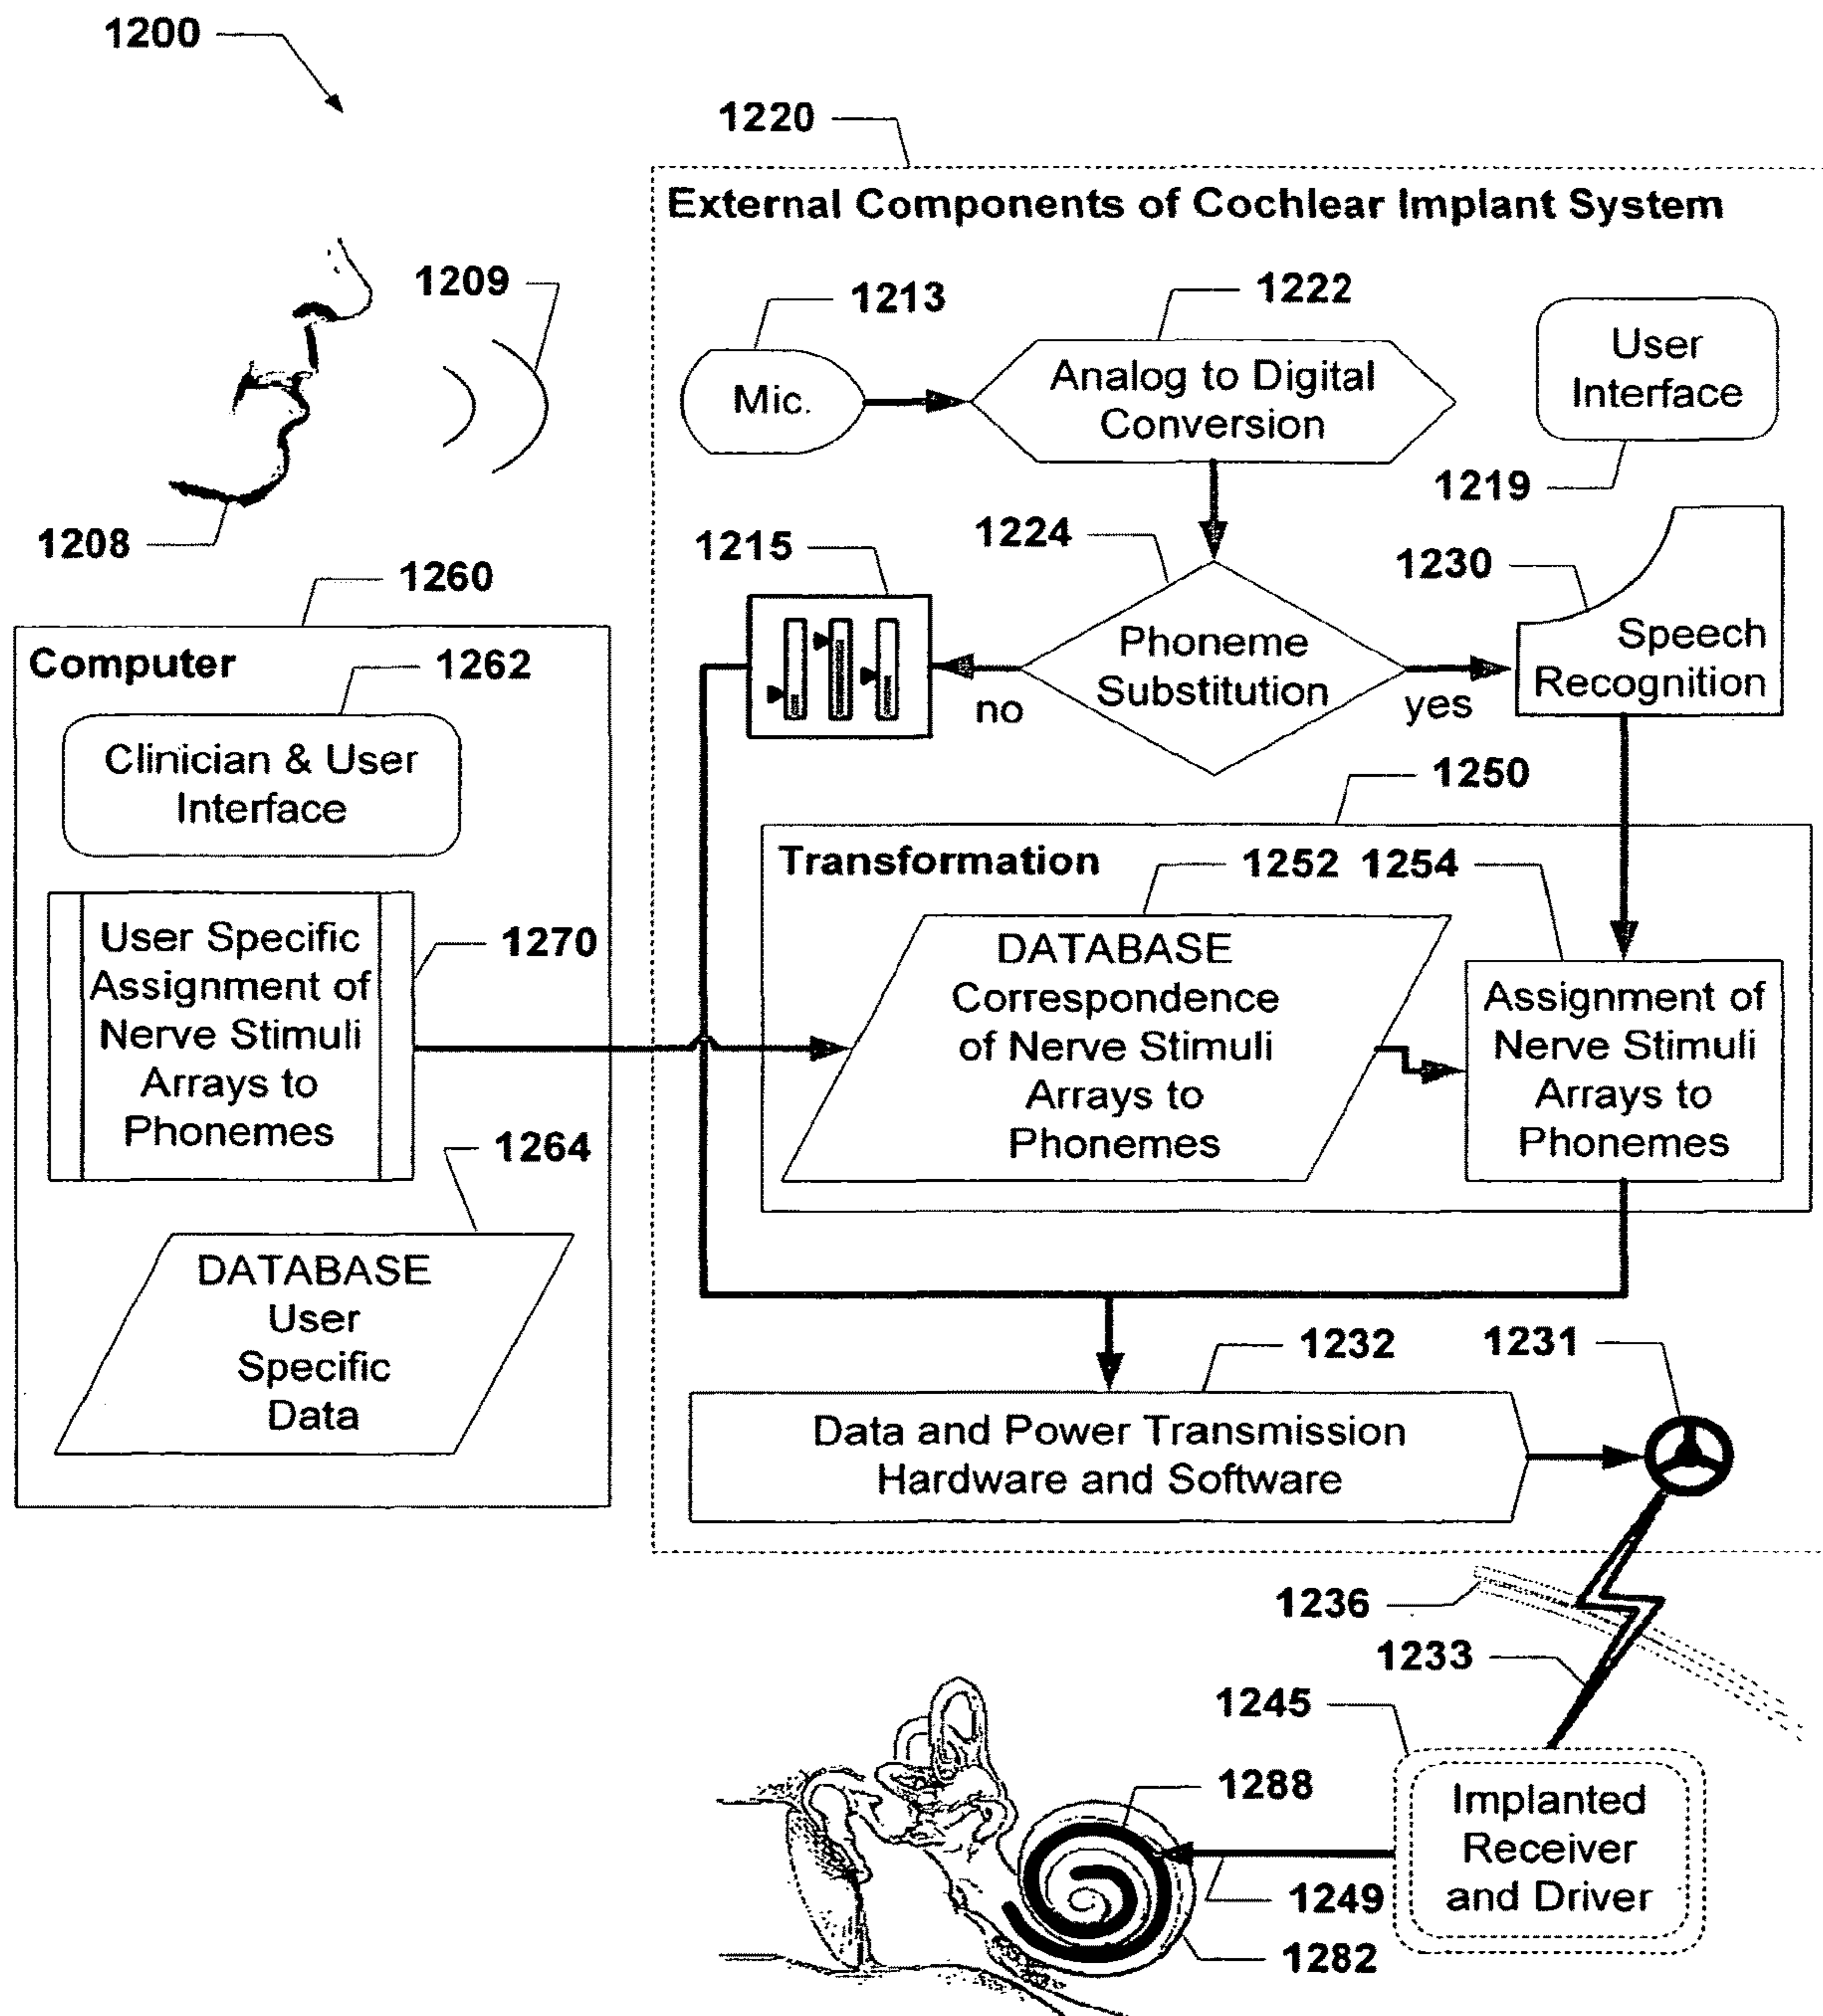 1200
1220
External Components of Cochlear Implant System
1209
1213
1222
Mic.
Analog to Digital
Conversion
User
Interface
1219
1208
1215
1224
1230
Phoneme
Substitution
no
yes
Speech
Recognition
1260
Computer
1262
Clinician & User
Interface
User Specific
Assignment of
Nerve Stimuli
Arrays to
Phonemes
1270
1264
DATABASE
User
Specific
Data
1250
Transformation
1252
1254
DATABASE
Correspondence
of Nerve Stimuli
Arrays to
Phonemes
Assignment of
Nerve Stimuli
Arrays to
Phonemes
1232
1231
Data and Power Transmission
Hardware and Software
1236
1233
1245
1288
Implanted
Receiver
and Driver
1249
1282